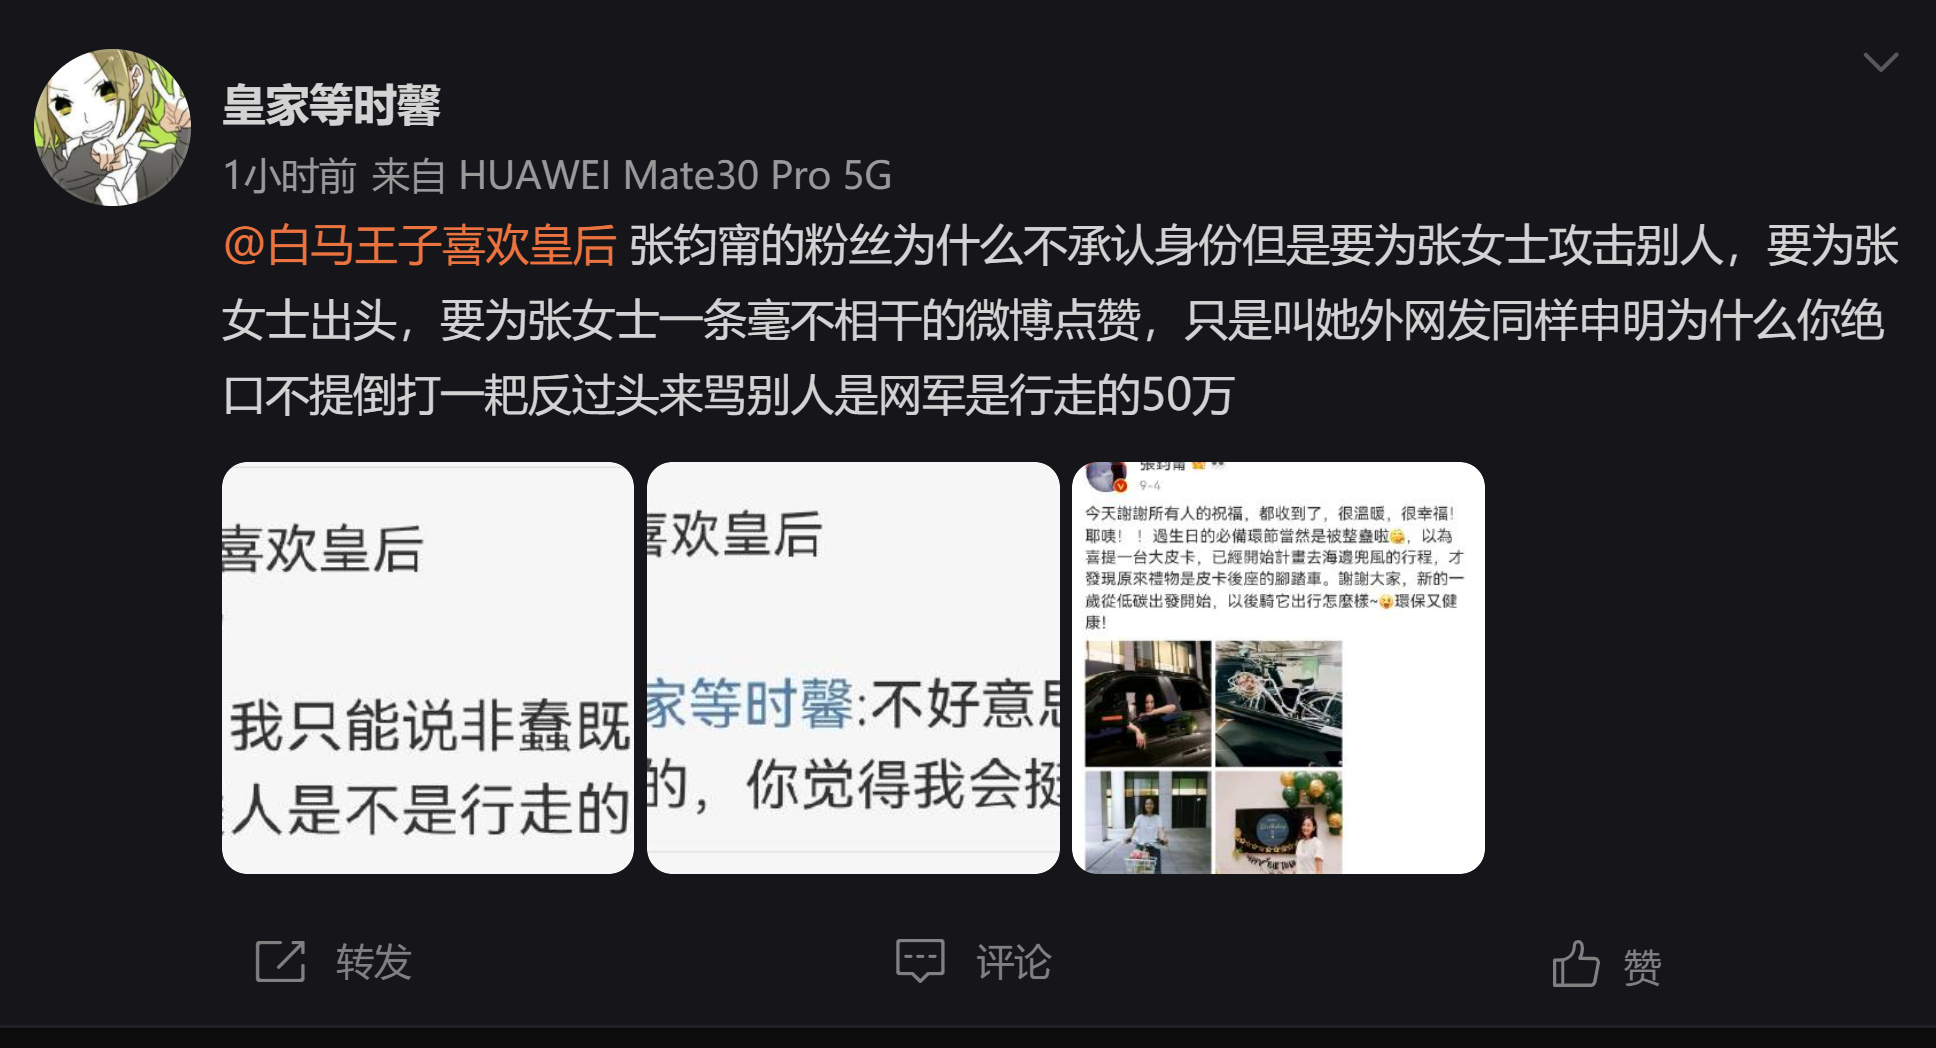 皇家等时馨
1小时前 来自 HUAWEI Mate30 Pro 5G
@白马王子喜欢皇后 张钧甯的粉丝为什么不承认身份但是要为张女士攻击别人，要为张
女士出头，要为张女士一条毫不相干的微博点赞，只是叫她外网发同样申明为什么你绝
口不提倒打一耙反过头来骂别人是网军是行走的50万
喜欢皇后
我只能说非蠢既
人是不是行走的
喜欢皇后
家等时馨:不好意思
的，你觉得我会挺
張鈞甯
9-4
今天謝謝所有人的祝福，都收到了，很溫暖，很幸福！
耶咦！！過生日的必備環節當然是被整蠱啦😋，以為
喜提一台大皮卡，已經開始計畫去海邊兜風的行程，才
發現原來禮物是皮卡後座的腳踏車。謝謝大家，新的一
歲從低碳出發開始，以後騎它出行怎麼樣~😜環保又健
康！
转发
评论
赞